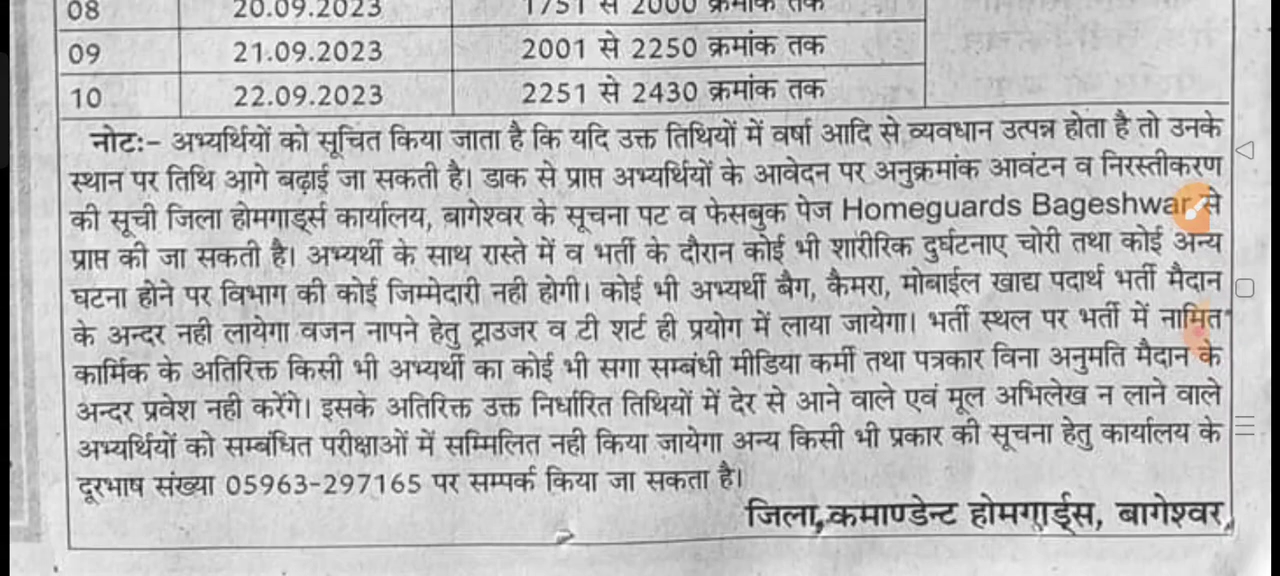 08 20.09.2023 1751 से 2000 क्रमांक तक
09 21.09.2023 2001 से 2250 क्रमांक तक
10 22.09.2023 2251 से 2430 क्रमांक तक
नोटः– अभ्यर्थियों को सूचित किया जाता है कि यदि उक्त तिथियों में वर्षा आदि से व्यवधान उत्पन्न होता है तो उनके
स्थान पर तिथि आगे बढ़ाई जा सकती है। डाक से प्राप्त अभ्यर्थियों के आवेदन पर अनुक्रमांक आवंटन व निरस्तीकरण
की सूची जिला होमगार्ड्स कार्यालय, बागेश्वर के सूचना पट व फेसबुक पेज Homeguards Bageshwar से
प्राप्त की जा सकती है। अभ्यर्थी के साथ रास्ते में व भर्ती के दौरान कोई भी शारीरिक दुर्घटनाए चोरी तथा कोई अन्य
घटना होने पर विभाग की कोई जिम्मेदारी नही होगी। कोई भी अभ्यर्थी बैग, कैमरा, मोबाईल खाद्य पदार्थ भर्ती मैदान
के अन्दर नही लायेगा वजन नापने हेतु ट्राउजर व टी शर्ट ही प्रयोग में लाया जायेगा। भर्ती स्थल पर भर्ती में नामित
कार्मिक के अतिरिक्त किसी भी अभ्यर्थी का कोई भी सगा सम्बंधी मीडिया कर्मी तथा पत्रकार विना अनुमति मैदान के
अन्दर प्रवेश नही करेंगे। इसके अतिरिक्त उक्त निर्धारित तिथियों में देर से आने वाले एवं मूल अभिलेख न लाने वाले
अभ्यर्थियों को सम्बंधित परीक्षाओं में सम्मिलित नही किया जायेगा अन्य किसी भी प्रकार की सूचना हेतु कार्यालय के
दूरभाष संख्या 05963-297165 पर सम्पर्क किया जा सकता है।
जिला कमाण्डेन्ट होमगार्ड्स, बागेश्वर